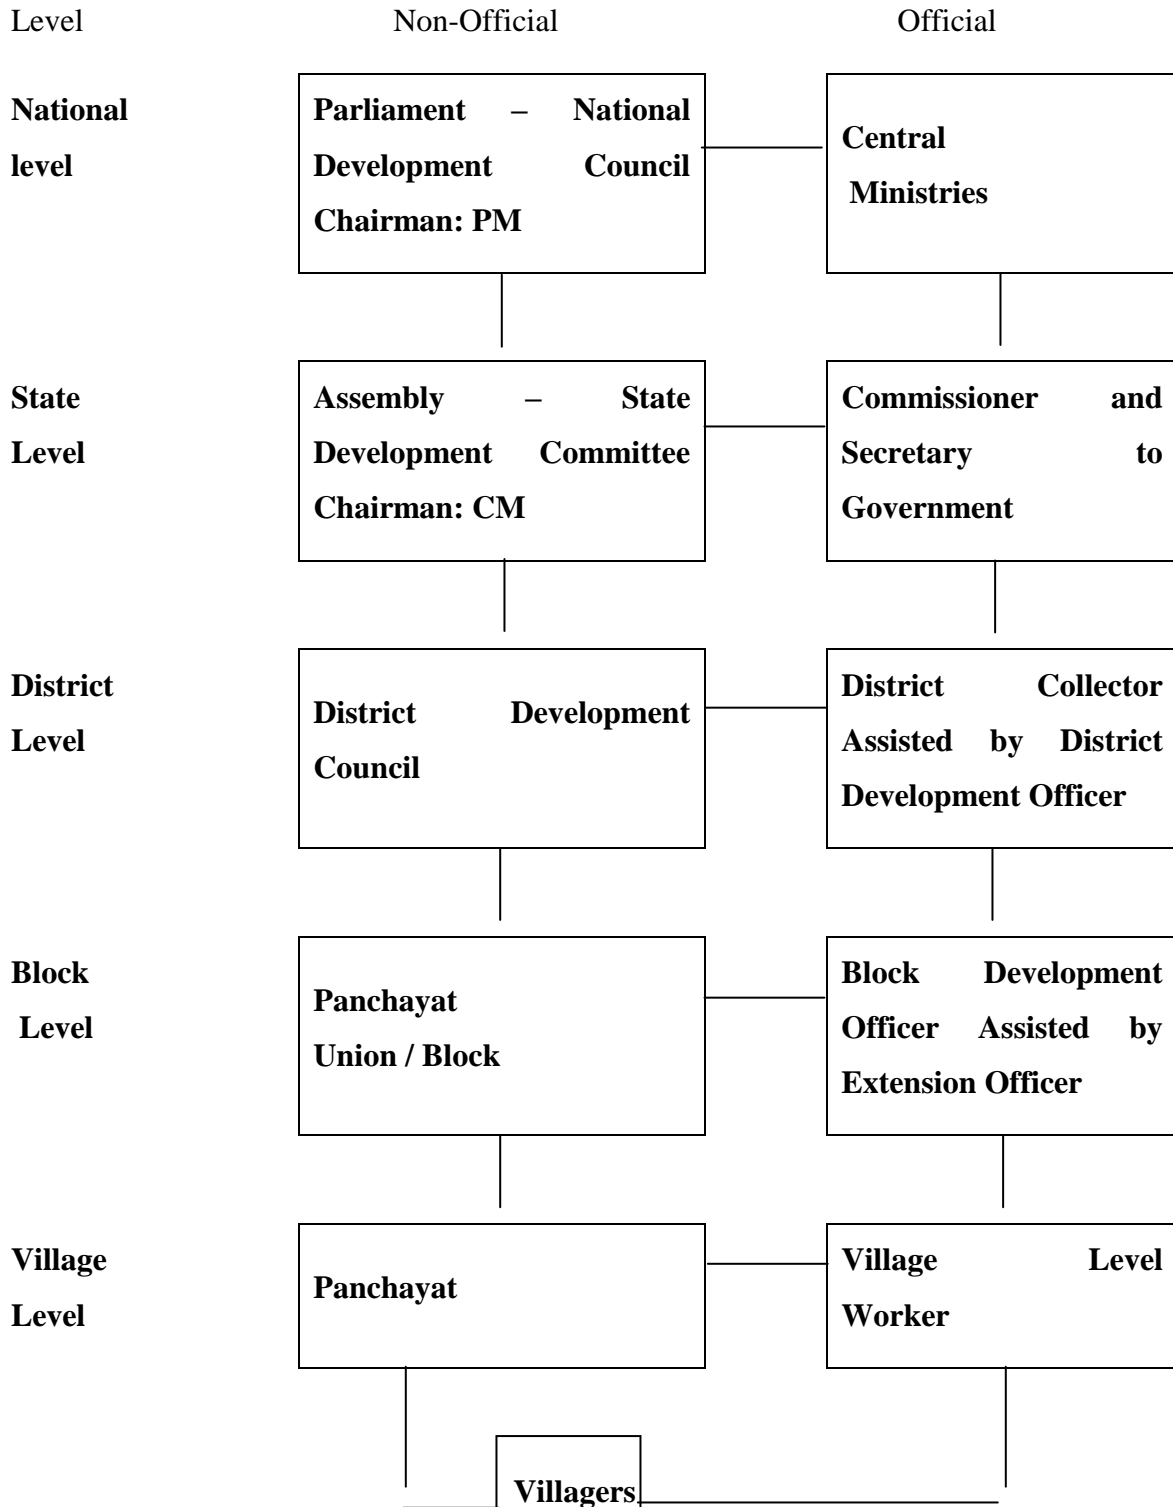 Level Non-Official Official
National
level
Parliament – National
Development Council
Chairman: PM
Central
Ministries
State
Level
Assembly – State
Development Committee
Chairman: CM
Commissioner and
Secretary to
Government
District
Level
District Development
Council
District Collector
Assisted by District
Development Officer
Block
Level
Panchayat
Union / Block
Block Development
Officer Assisted by
Extension Officer
Village
Level
Panchayat
Village Level
Worker
Villagers